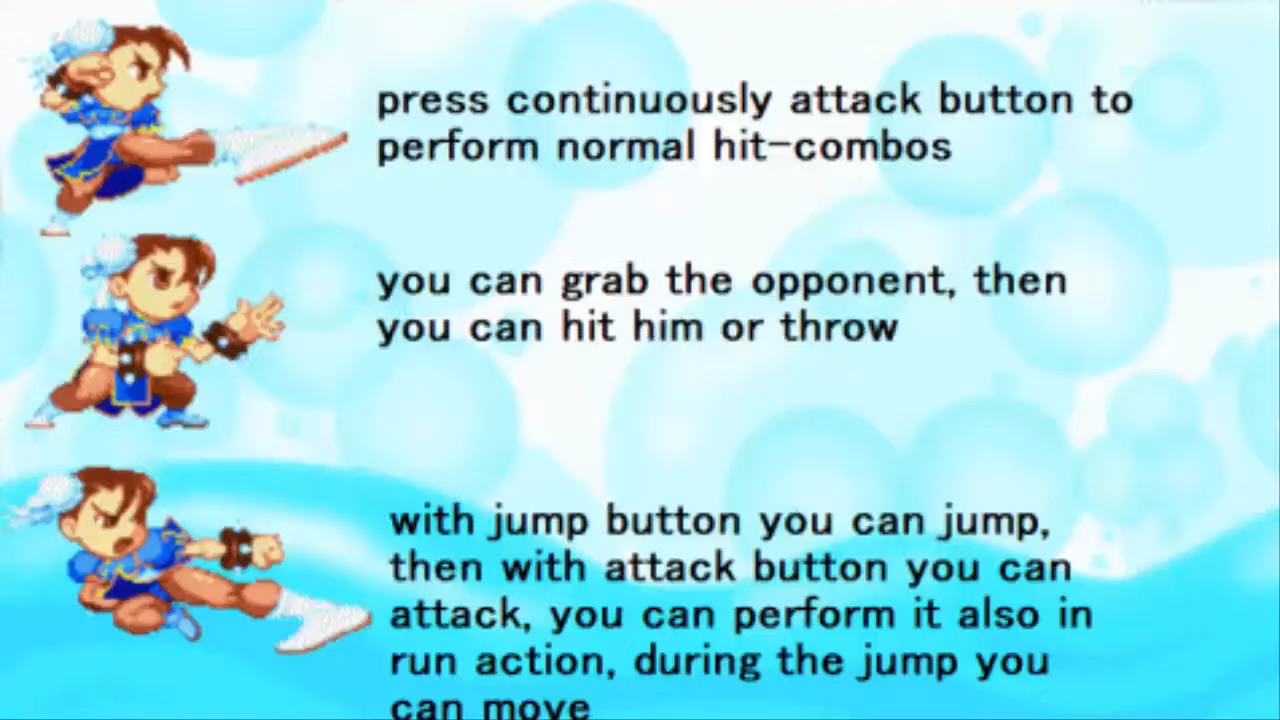 press continuously attack button to
perform normal hit-combos
you can grab the opponent, then
you can hit him or throw
with jump button you can jump,
then with attack button you can
attack, you can perform it also in
run action, during the jump you
can move